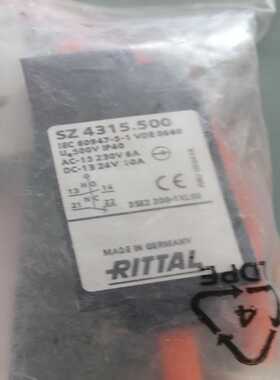 SZ 4315.500
IEC 60947-5-1 VDE 0660
Ui 500V IP40
AC-15 230V 6A
DC-13 24V 10A
NO
13 14
NC
21 22
CE
MADE IN GERMANY
RITTAL
4
LDPE